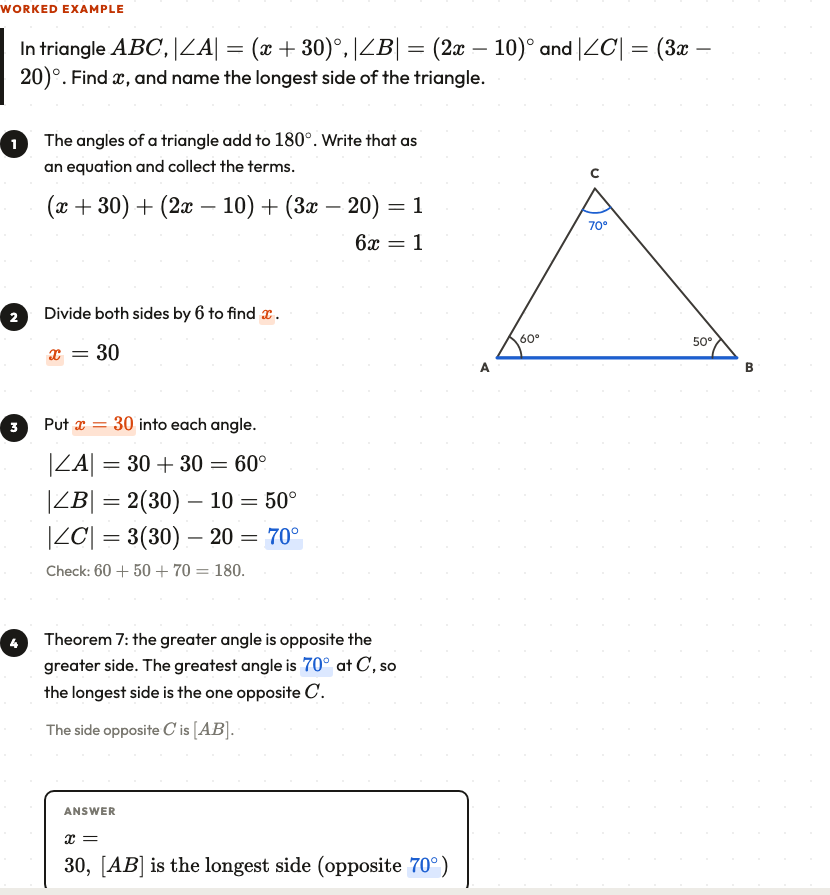 WORKED EXAMPLE
In triangle ABC, |∠A| = (x + 30)°, |∠B| = (2x − 10)° and |∠C| = (3x −
20)°. Find x, and name the longest side of the triangle.
1
The angles of a triangle add to 180°. Write that as
an equation and collect the terms.
(x + 30) + (2x − 10) + (3x − 20) = 1
6x = 1
C
70°
60°
50°
A
B
2
Divide both sides by 6 to find x.
x = 30
3
Put x = 30 into each angle.
|∠A| = 30 + 30 = 60°
|∠B| = 2(30) − 10 = 50°
|∠C| = 3(30) − 20 = 70°
Check: 60 + 50 + 70 = 180.
4
Theorem 7: the greater angle is opposite the
greater side. The greatest angle is 70° at C, so
the longest side is the one opposite C.
The side opposite C is [AB].
ANSWER
x =
30, [AB] is the longest side (opposite 70°)